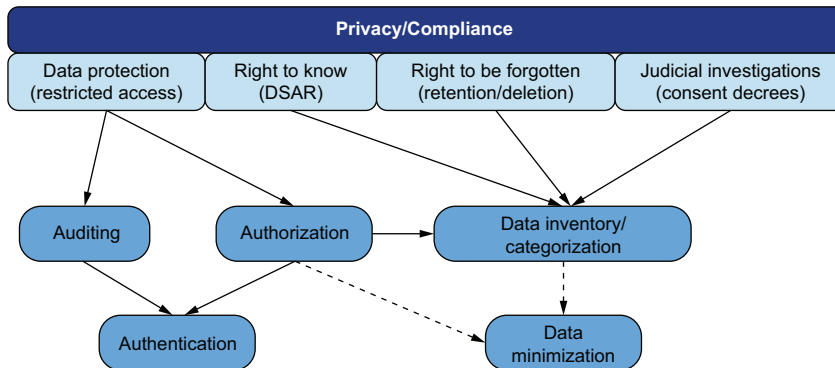 Privacy/Compliance
Data protection
(restricted access)
Right to know
(DSAR)
Right to be forgotten
(retention/deletion)
Judicial investigations
(consent decrees)
Auditing
Authorization
Data inventory/
categorization
Authentication
Data
minimization